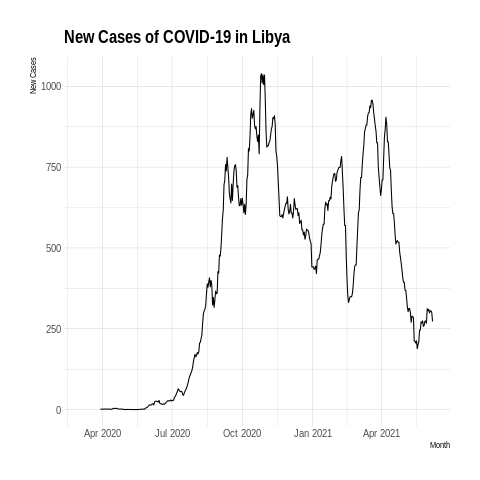 New Cases of COVID-19 in Libya
New Cases
1000
750
500
250
0
Apr 2020 Jul 2020 Oct 2020 Jan 2021 Apr 2021
Month